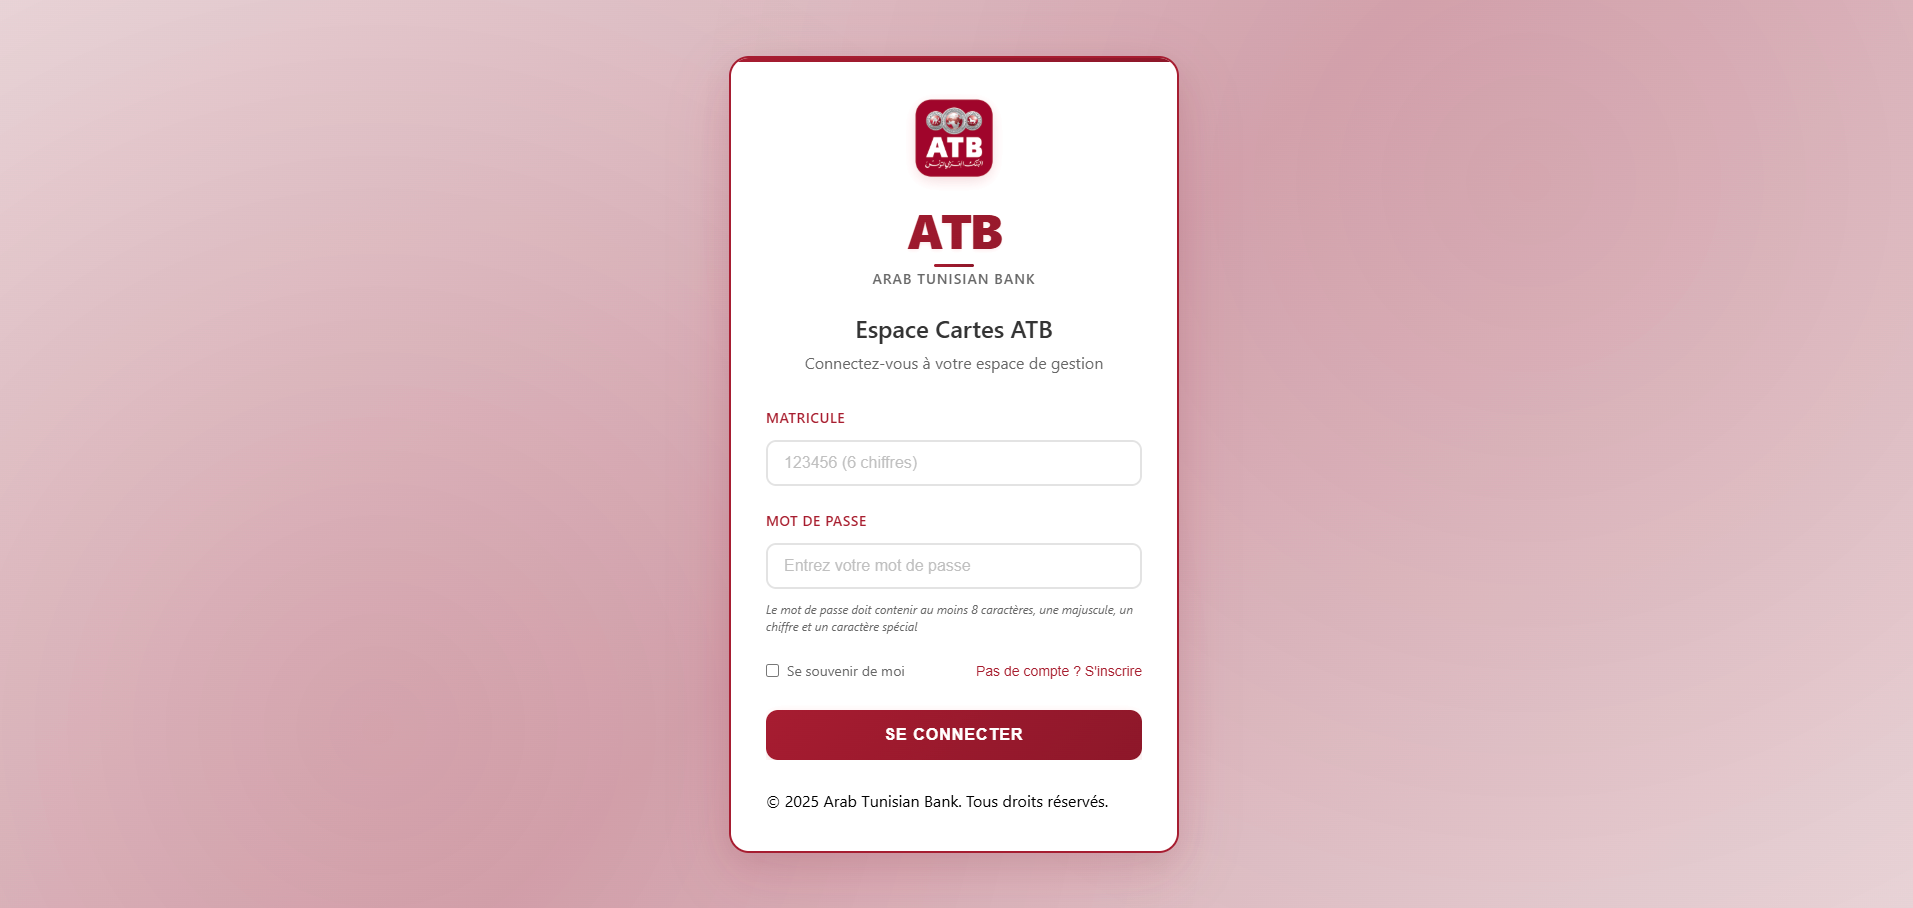 ATB
البنك العربي لتونس
ATB
ARAB TUNISIAN BANK
Espace Cartes ATB
Connectez-vous à votre espace de gestion
MATRICULE
123456 (6 chiffres)
MOT DE PASSE
Entrez votre mot de passe
Le mot de passe doit contenir au moins 8 caractères, une majuscule, un
chiffre et un caractère spécial
Se souvenir de moi
Pas de compte ? S'inscrire
SE CONNECTER
© 2025 Arab Tunisian Bank. Tous droits réservés.